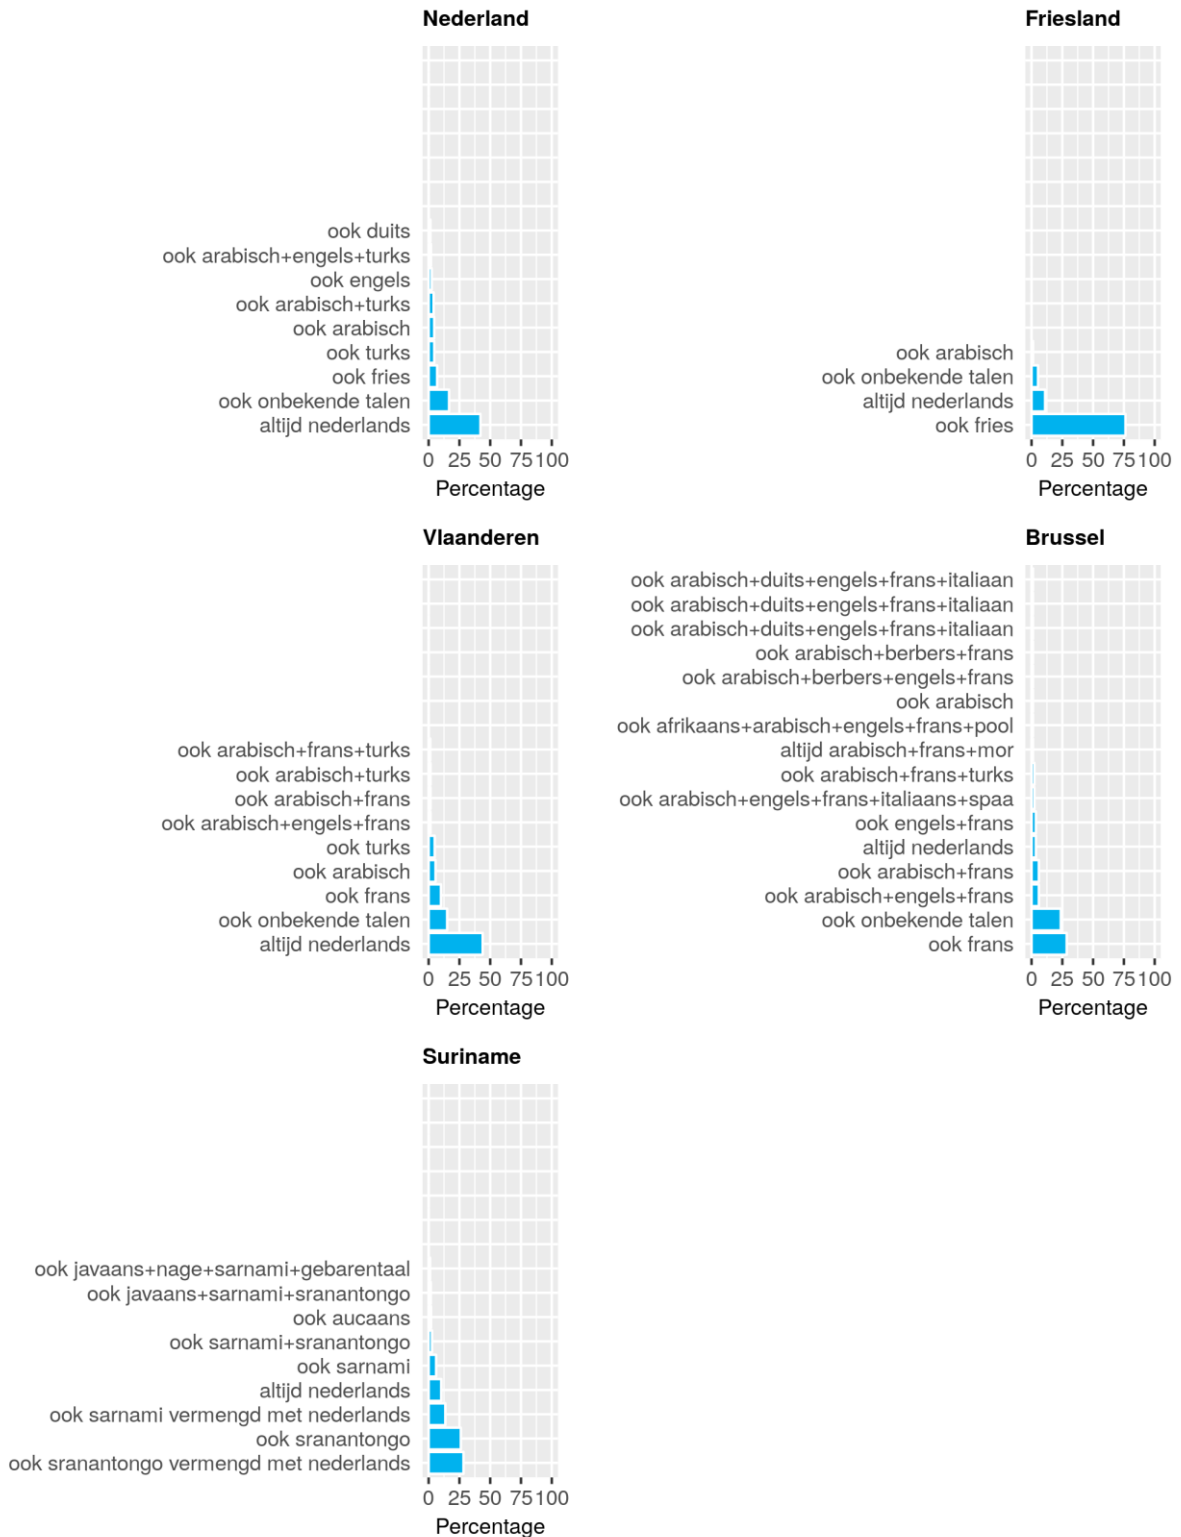 Nederland
ook duits
ook arabisch+engels+turks
ook engels
ook arabisch+turks
ook arabisch
ook turks
ook fries
ook onbekende talen
altijd nederlands
0 25 50 75 100
Percentage
Friesland
ook arabisch
ook onbekende talen
altijd nederlands
ook fries
0 25 50 75 100
Percentage
Vlaanderen
ook arabisch+frans+turks
ook arabisch+turks
ook arabisch+frans
ook arabisch+engels+frans
ook turks
ook arabisch
ook frans
ook onbekende talen
altijd nederlands
0 25 50 75 100
Percentage
Brussel
ook arabisch+duits+engels+frans+italiaan
ook arabisch+duits+engels+frans+italiaan
ook arabisch+duits+engels+frans+italiaan
ook arabisch+berbers+frans
ook arabisch+berbers+engels+frans
ook arabisch
ook afrikaans+arabisch+engels+frans+pool
altijd arabisch+frans+mor
ook arabisch+frans+turks
ook arabisch+engels+frans+italiaans+spaa
ook engels+frans
altijd nederlands
ook arabisch+frans
ook arabisch+engels+frans
ook onbekende talen
ook frans
0 25 50 75 100
Percentage
Suriname
ook javaans+nage+sarnami+gebarentaal
ook javaans+sarnami+sranantongo
ook aucaans
ook sarnami+sranantongo
ook sarnami
altijd nederlands
ook sarnami vermengd met nederlands
ook sranantongo
ook sranantongo vermengd met nederlands
0 25 50 75 100
Percentage